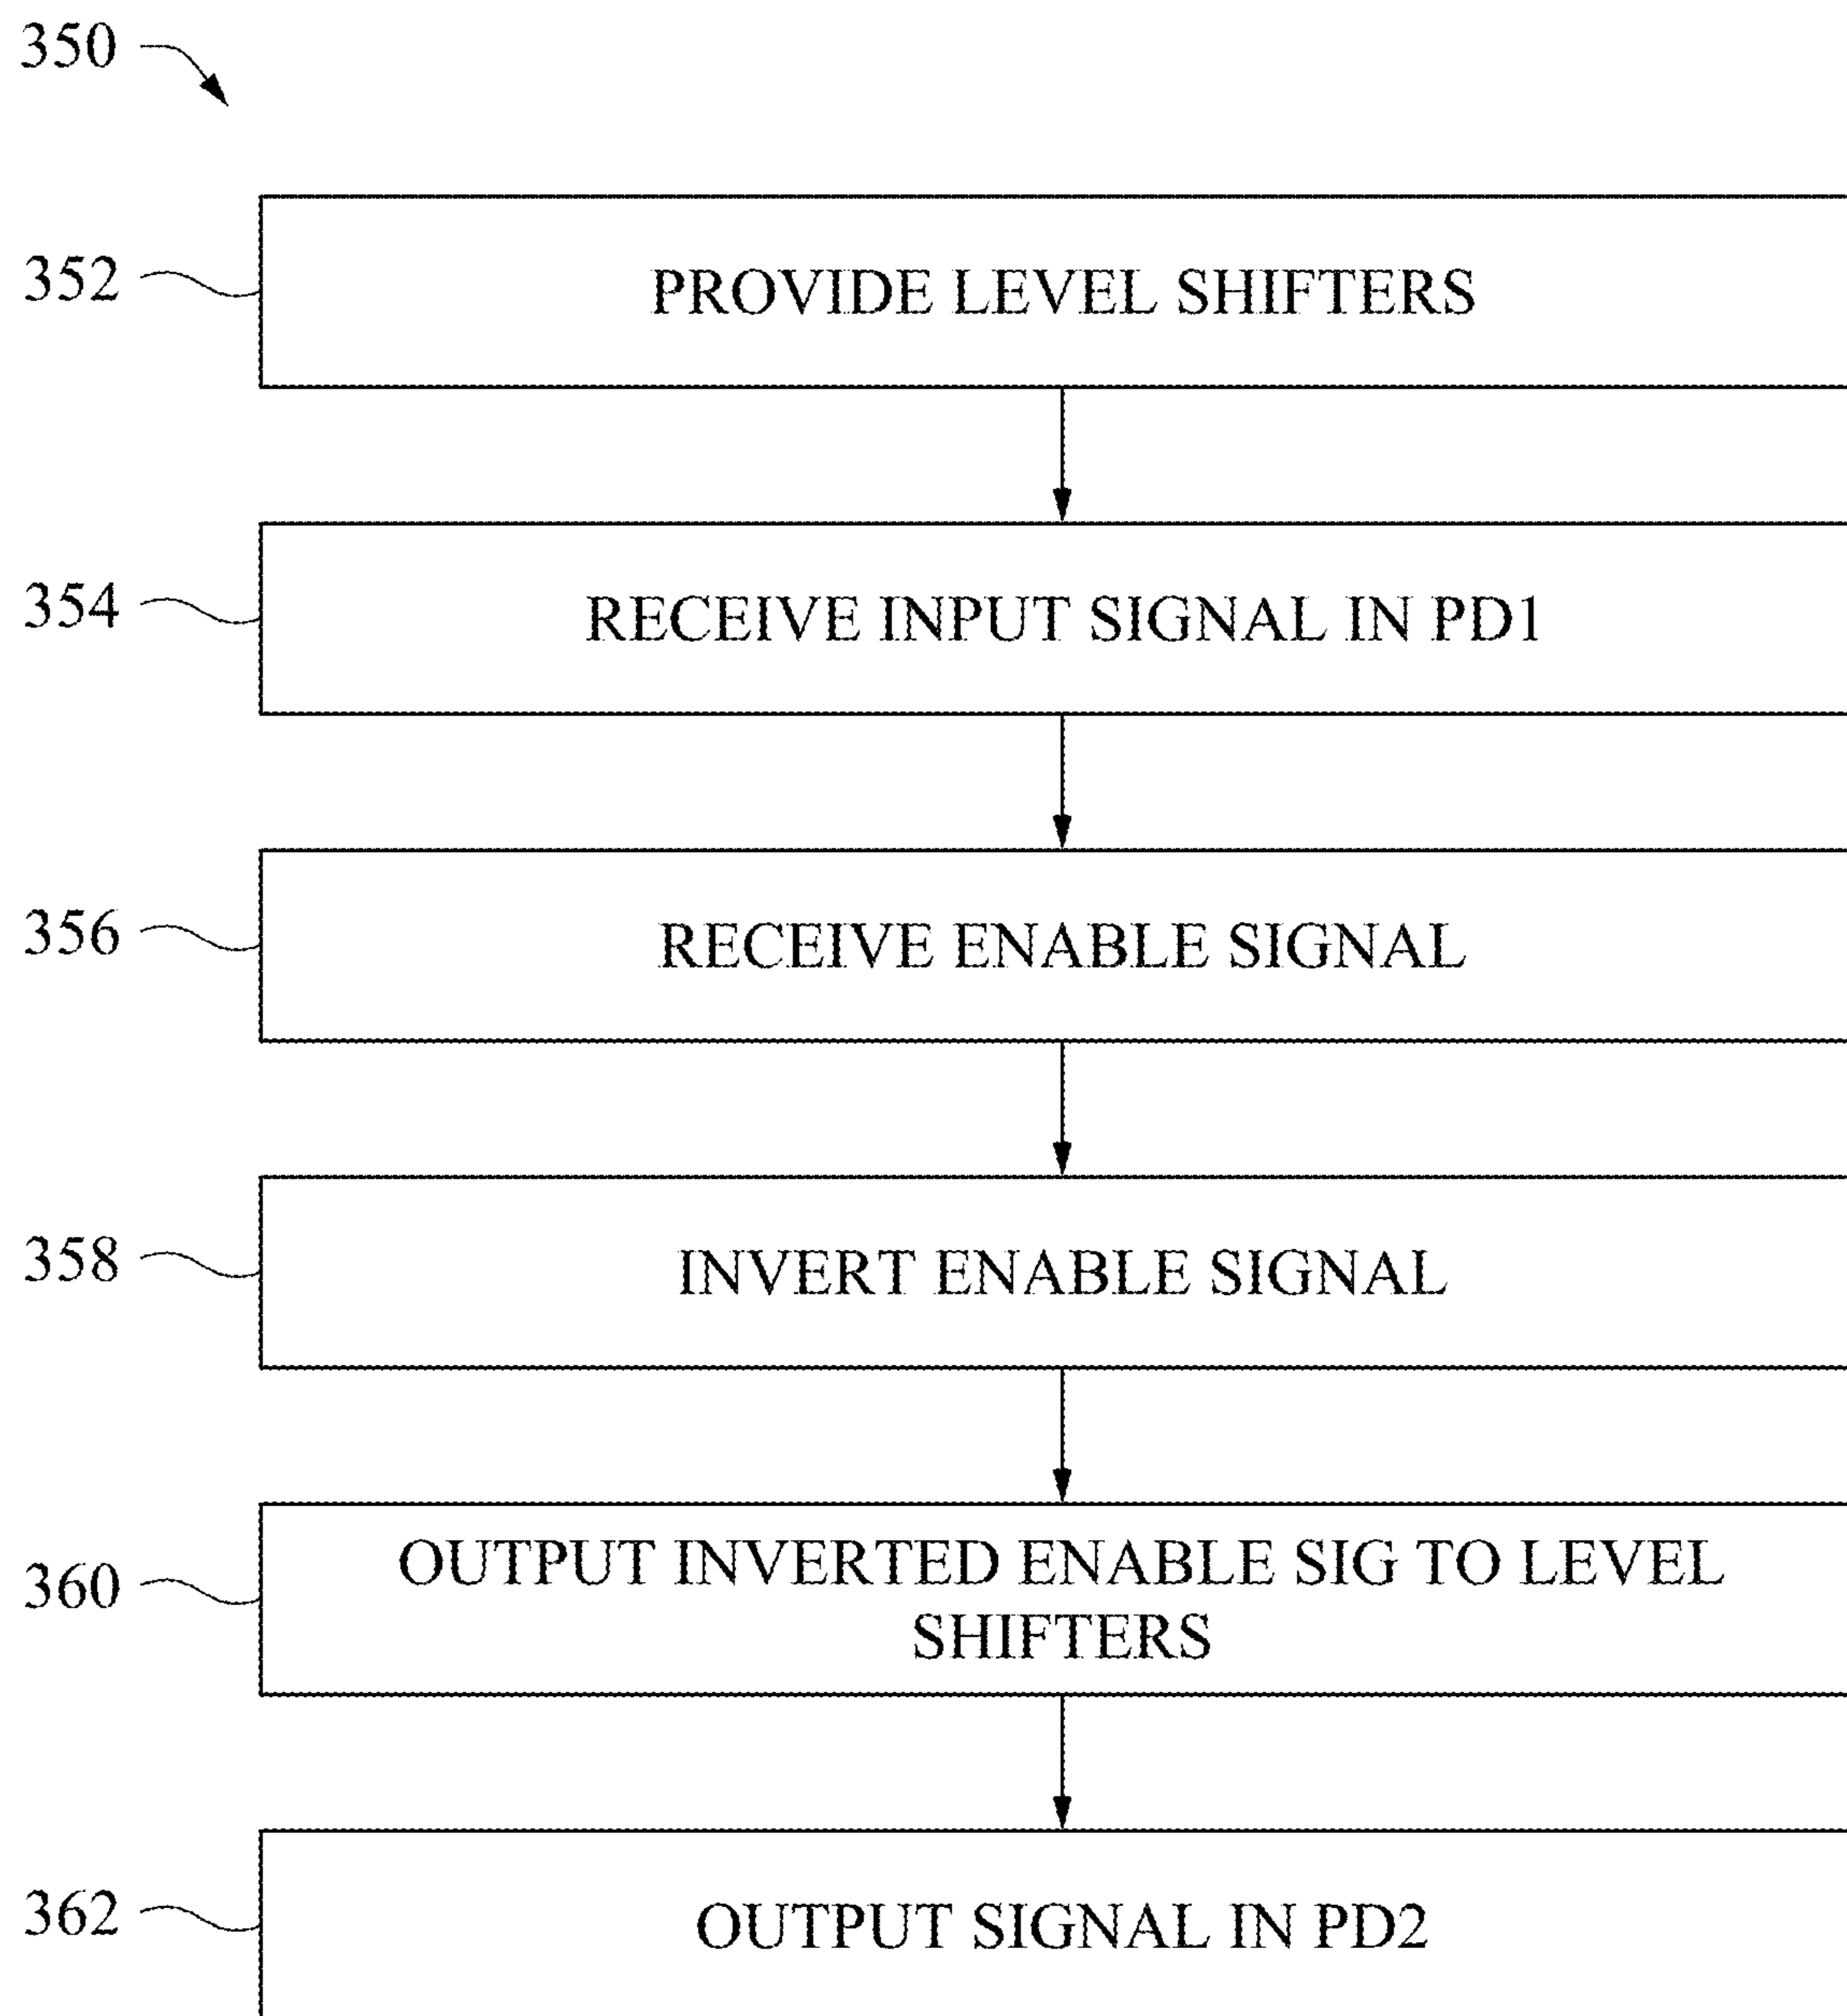 350
352
PROVIDE LEVEL SHIFTERS
354
RECEIVE INPUT SIGNAL IN PD1
356
RECEIVE ENABLE SIGNAL
358
INVERT ENABLE SIGNAL
360
OUTPUT INVERTED ENABLE SIG TO LEVEL
SHIFTERS
362
OUTPUT SIGNAL IN PD2